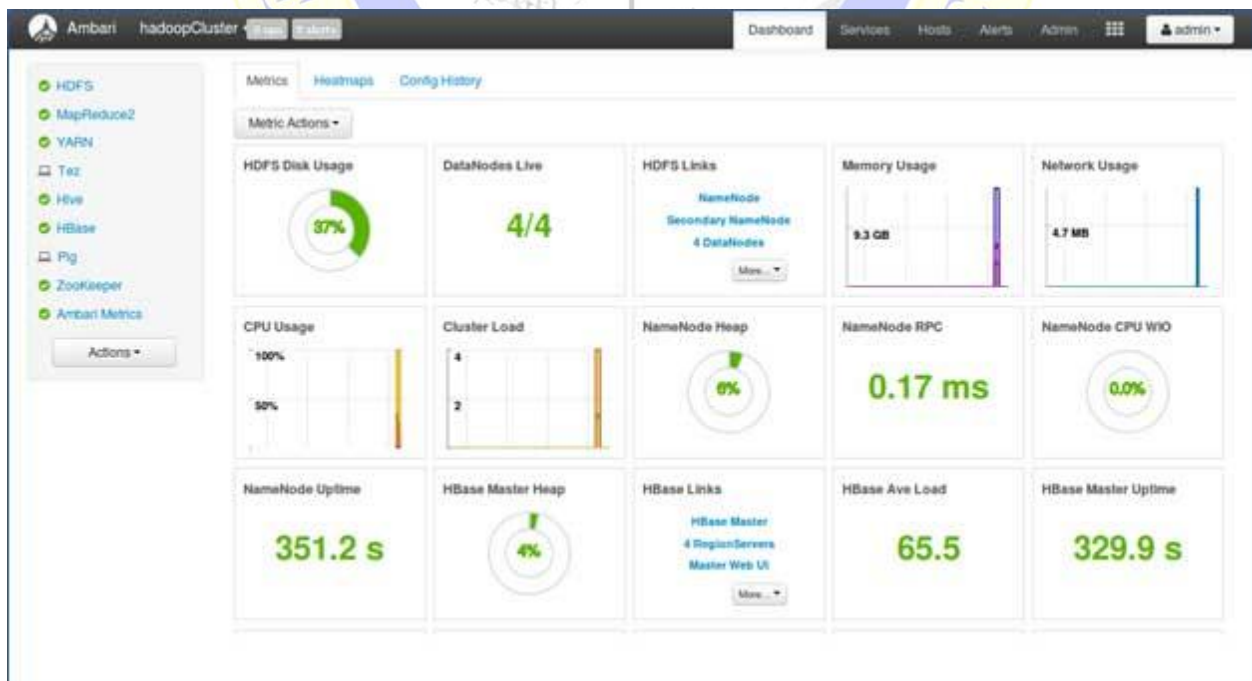 Ambari hadoopCluster
Dashboard Services Hosts Alerts Admin admin
HDFS
MapReduce2
YARN
Tez
Hive
HBase
Pig
ZooKeeper
Ambari Metrics
Actions
Metrics Heatmaps Config History
Metric Actions
HDFS Disk Usage
37%
DataNodes Live
4/4
HDFS Links
NameNode
Secondary NameNode
4 DataNodes
More...
Memory Usage
9.3 GB
Network Usage
4.7 MB
CPU Usage
100%
50%
Cluster Load
4
2
NameNode Heap
6%
NameNode RPC
0.17 ms
NameNode CPU WIO
0.0%
NameNode Uptime
351.2 s
HBase Master Heap
4%
HBase Links
HBase Master
4 RegionServers
Master Web UI
More...
HBase Ave Load
65.5
HBase Master Uptime
329.9 s